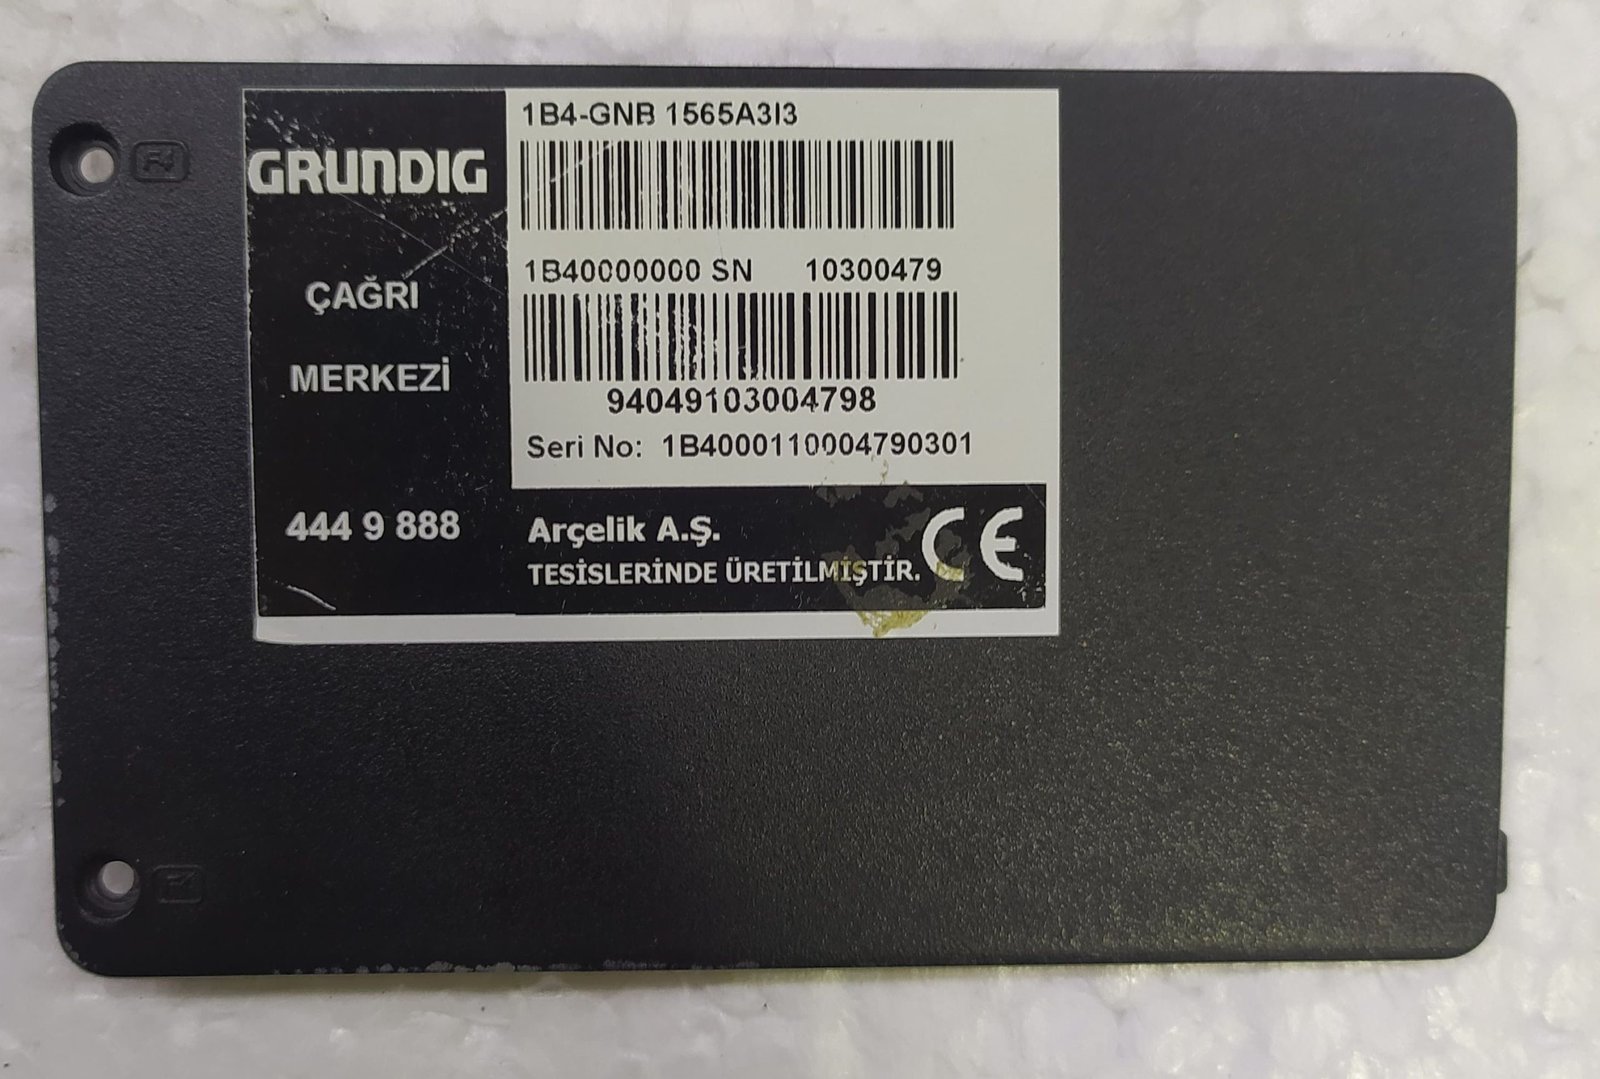 GRUNDIG
ÇAĞRI
MERKEZİ
444 9 888
1B4-GNB 1565A3I3
1B40000000 SN 10300479
94049103004798
Seri No: 1B4000110004790301
Arçelik A.Ş.
TESİSLERİNDE ÜRETİLMİŞTİR.
CE